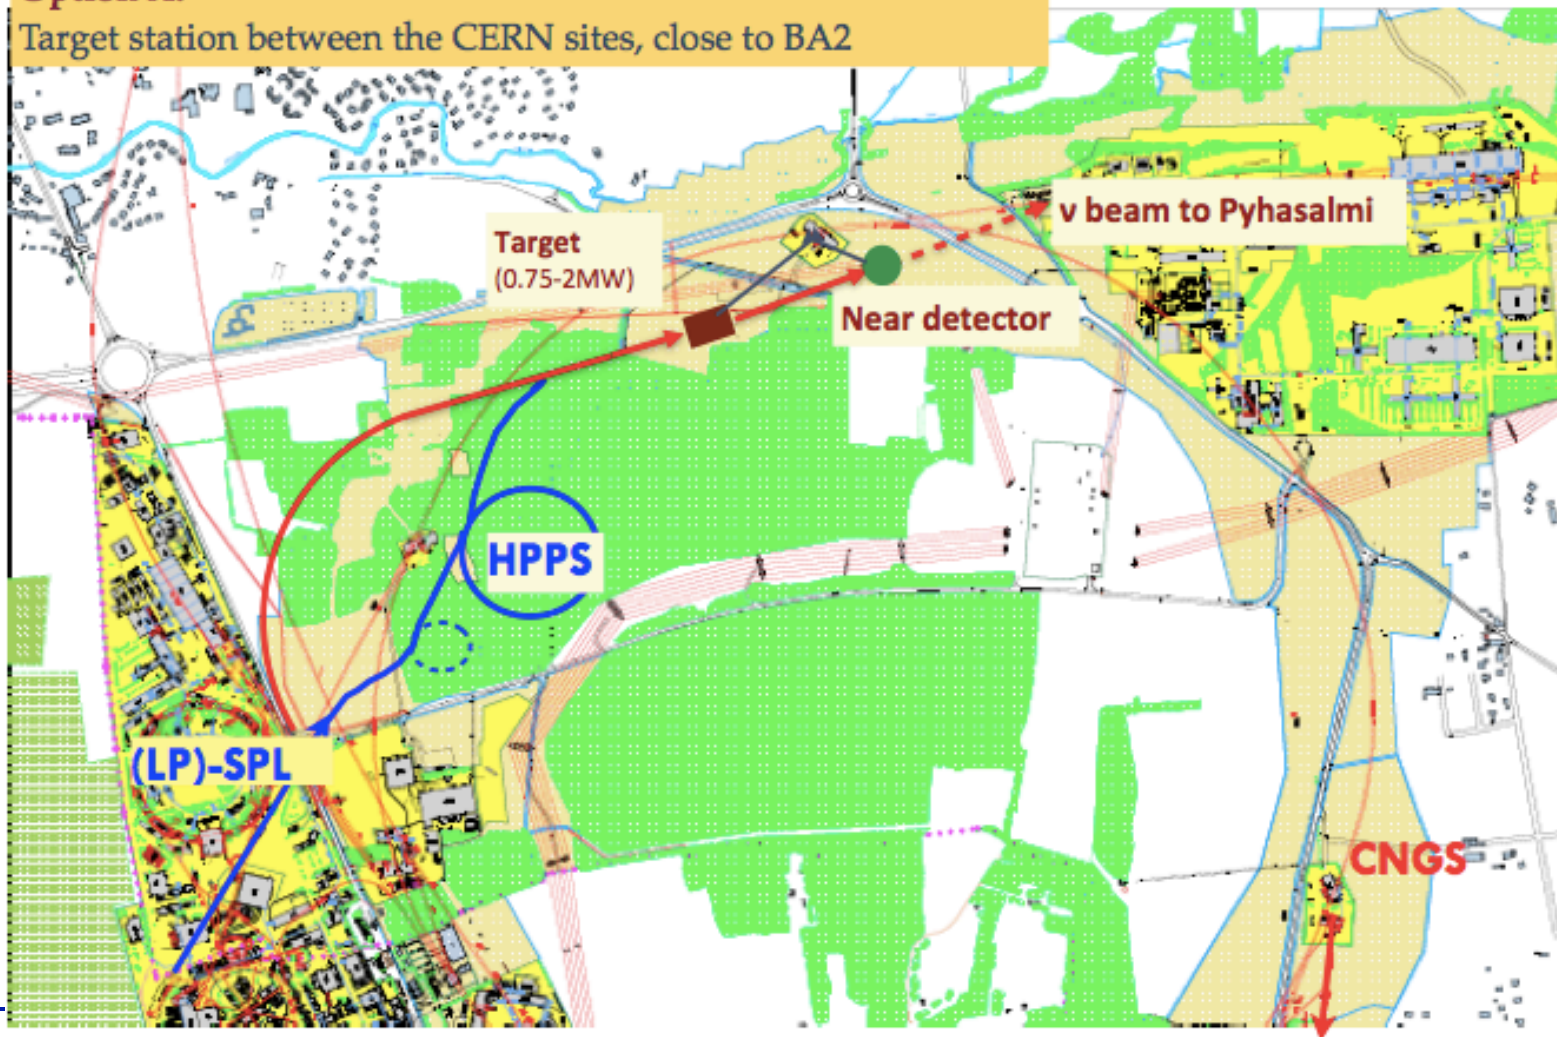 Target station between the CERN sites, close to BA2
ν beam to Pyhasalmi
Target
(0.75-2MW)
Near detector
HPPS
(LP)-SPL
CNGS